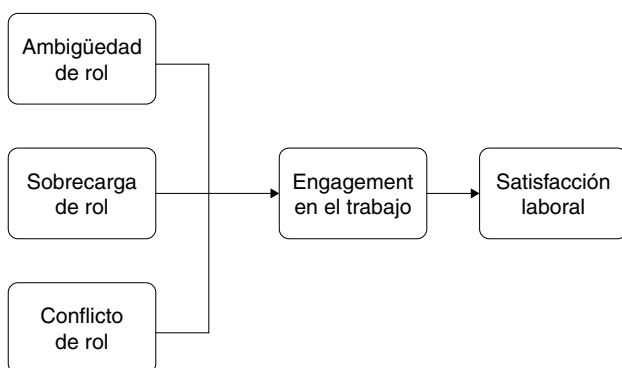 Ambigüedad
de rol
Sobrecarga
de rol
Conflicto
de rol
Engagement
en el trabajo
Satisfacción
laboral